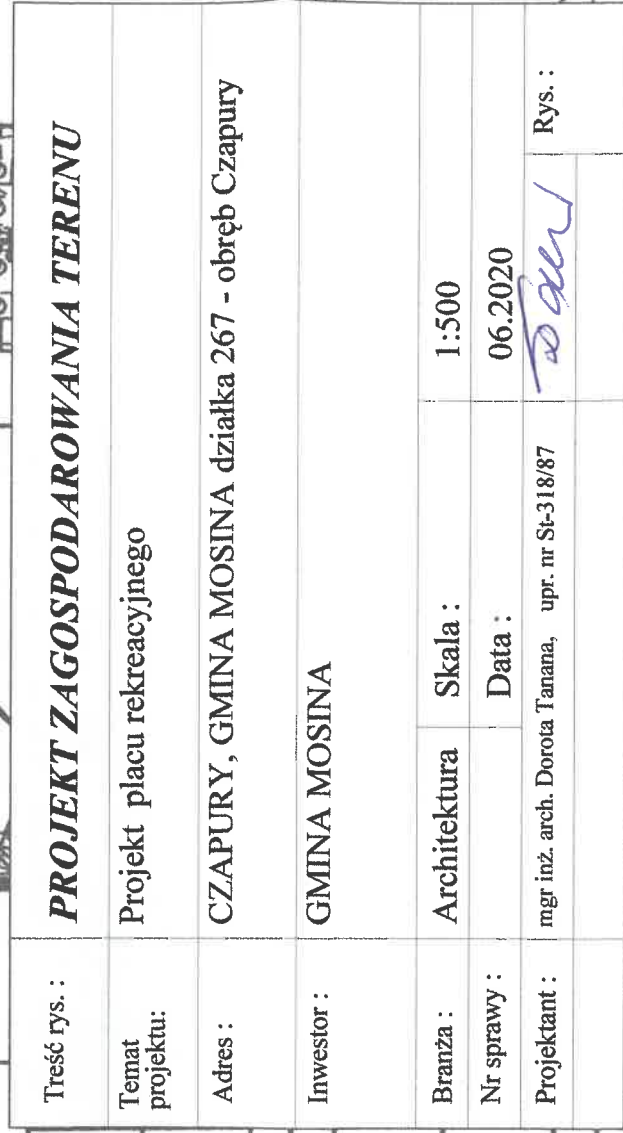 Treść rys. : PROJEKT ZAGOSPODAROWANIA TERENU
Temat projektu: Projekt placu rekreacyjnego
Adres : CZAPURY, GMINA MOSINA działka 267 - obręb Czapury
Inwestor : GMINA MOSINA
Branża : Architektura Skala : 1:500
Nr sprawy : Data : 06.2020
Projektant : mgr inż. arch. Dorota Tanana, upr. nr St-318/87 Rys. :